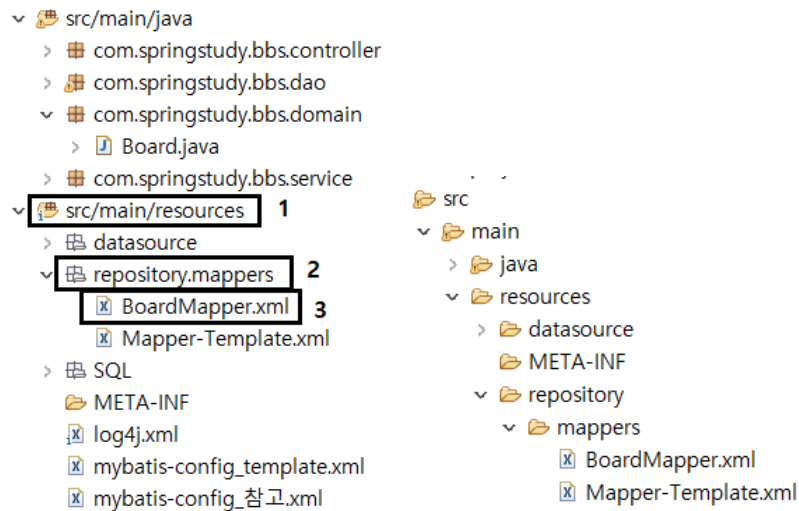 src/main/java
com.springstudy.bbs.controller
com.springstudy.bbs.dao
com.springstudy.bbs.domain
Board.java
com.springstudy.bbs.service
src/main/resources 1
datasource
repository.mappers 2
BoardMapper.xml 3
Mapper-Template.xml
SQL
META-INF
log4j.xml
mybatis-config_template.xml
mybatis-config_참고.xml
src
main
java
resources
datasource
META-INF
repository
mappers
BoardMapper.xml
Mapper-Template.xml